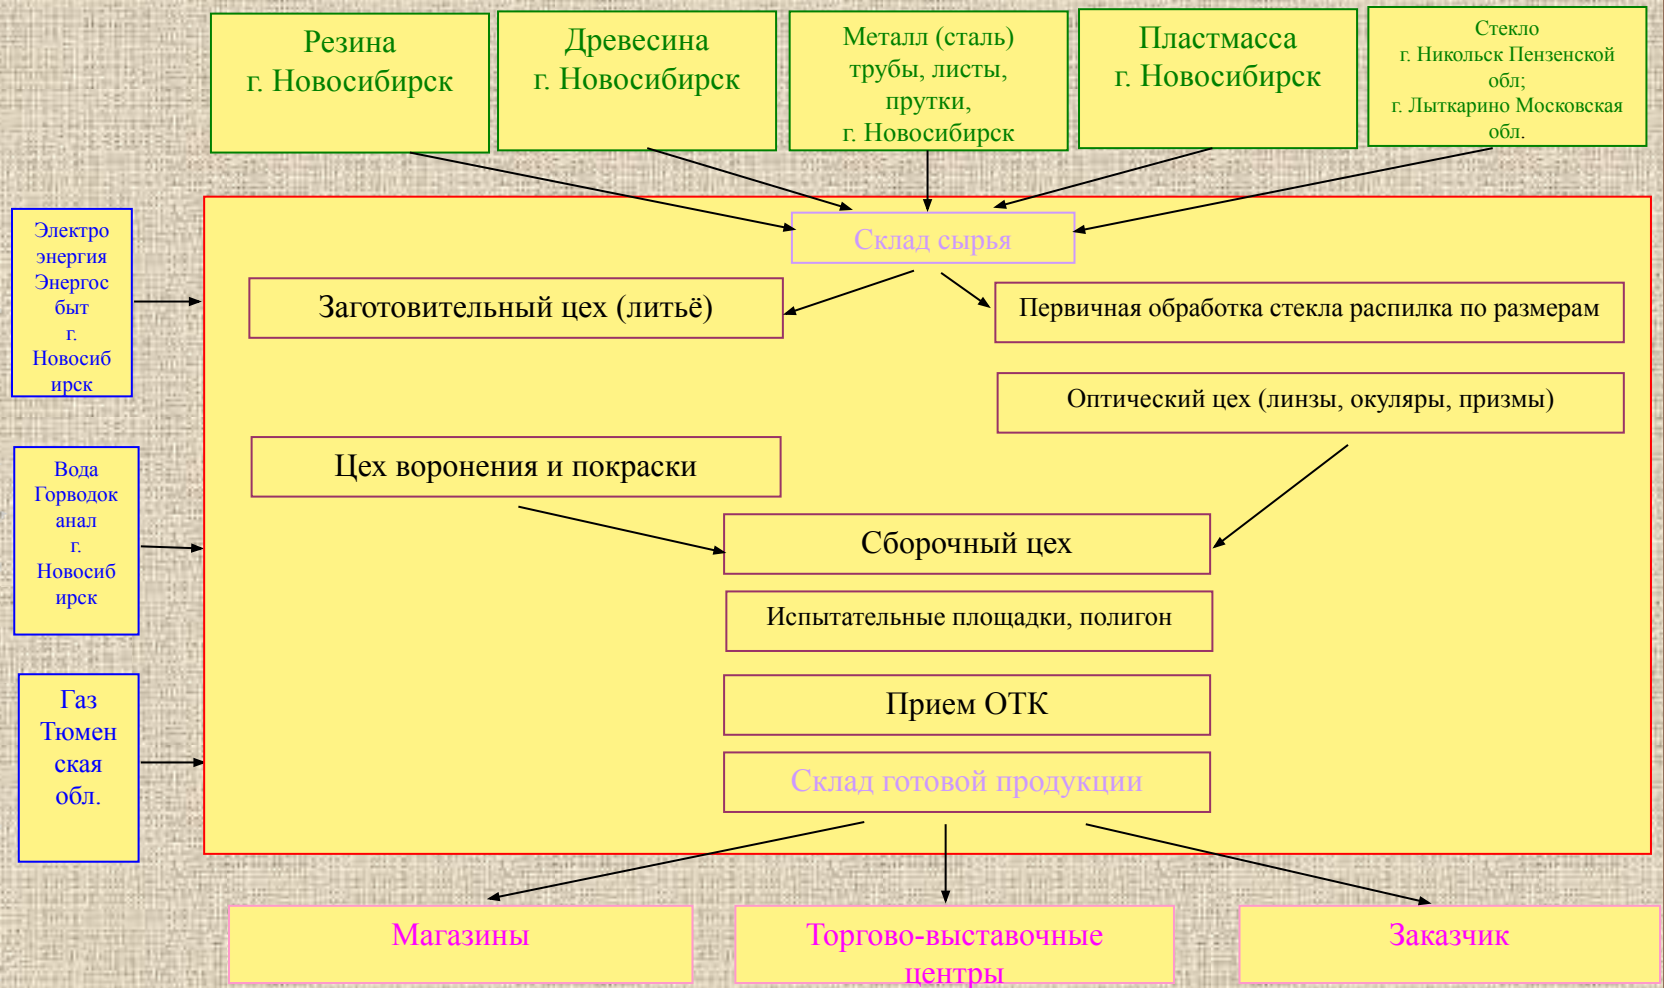 Резина
г. Новосибирск
Древесина
г. Новосибирск
Металл (сталь)
трубы, листы,
прутки,
г. Новосибирск
Пластмасса
г. Новосибирск
Стекло
г. Никольск Пензенской
обл;
г. Лыткарино Московская
обл.
Электро
энергия
Энергос
быт
г.
Новосиб
ирск
Склад сырья
Заготовительный цех (литьё)
Первичная обработка стекла распилка по размерам
Оптический цех (линзы, окуляры, призмы)
Вода
Горводок
анал
г.
Новосиб
ирск
Цех воронения и покраски
Сборочный цех
Испытательные площадки, полигон
Газ
Тюмен
ская
обл.
Прием ОТК
Склад готовой продукции
Магазины
Торгово-выставочные
центры
Заказчик